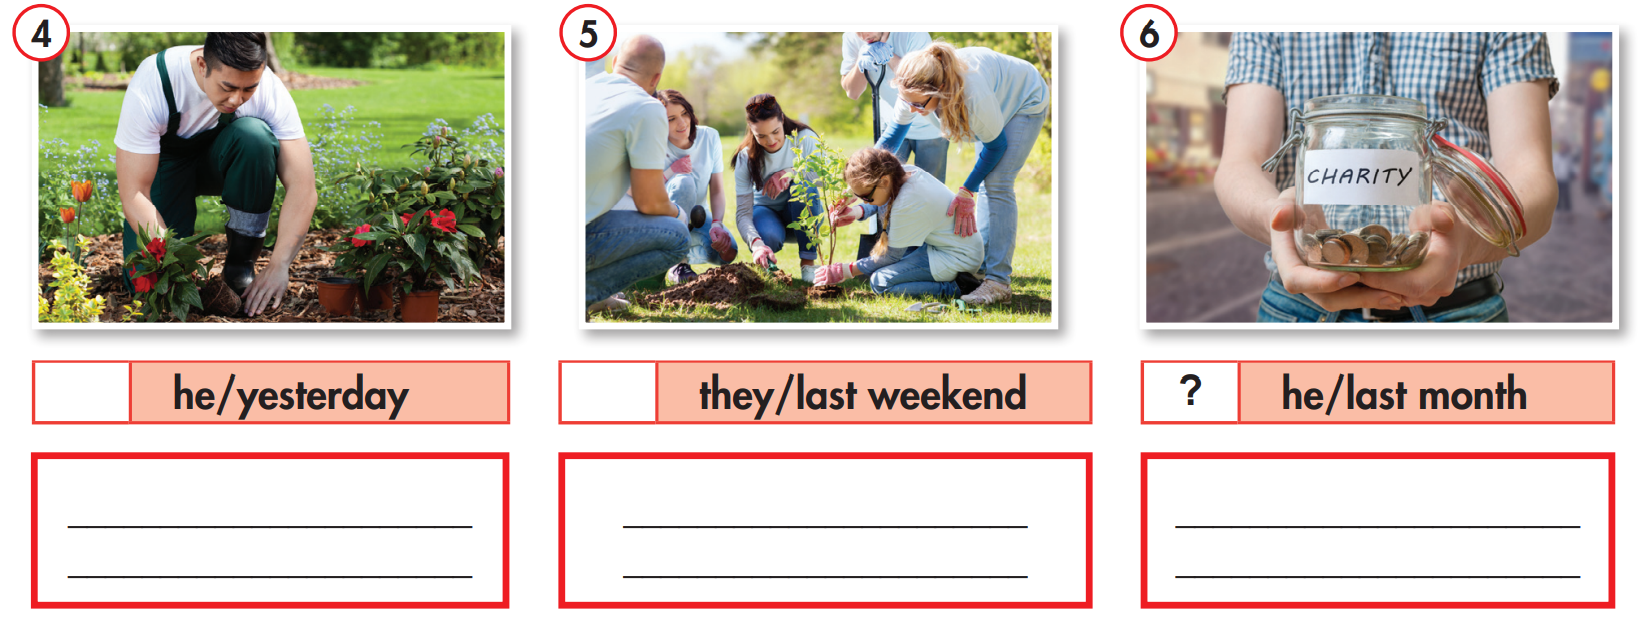 4
5
6
CHARITY
he/yesterday
they/last weekend
? he/last month